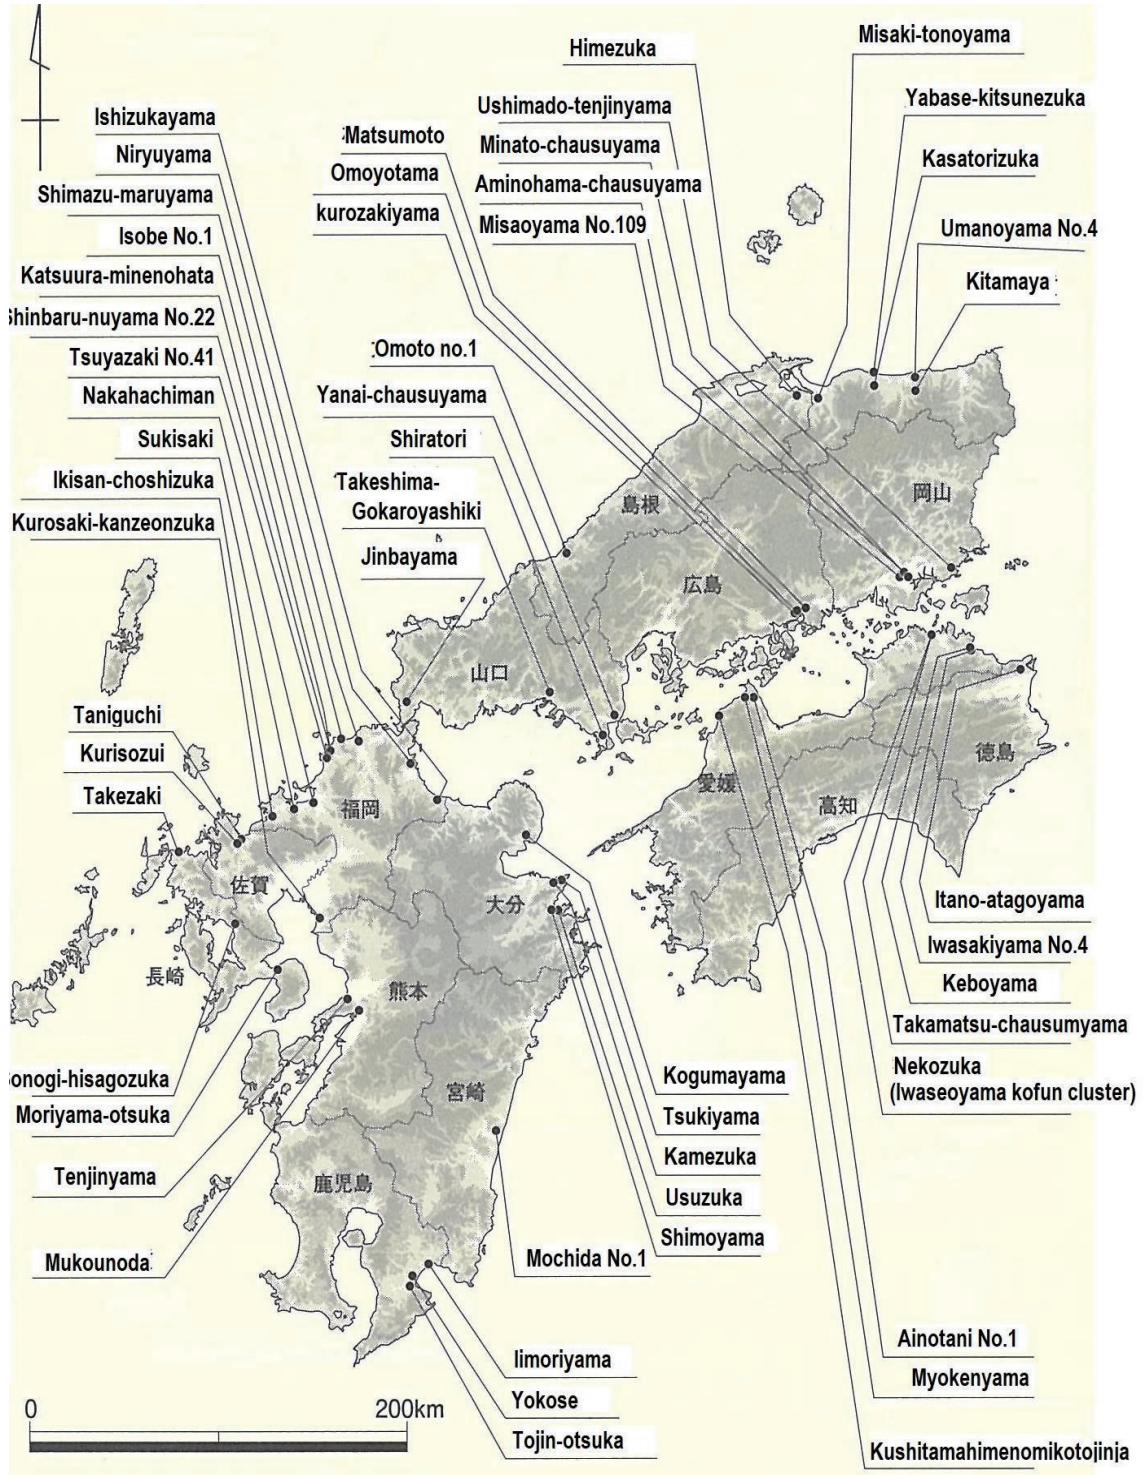 Himezuka
Misaki-tonoyama
Ushimado-tenjinyama
Yabase-kitsunezuka
Ishizukayama
Matsumoto
Minato-chausuyama
Kasatorizuka
Niryuyama
Omoyotama
Aminohama-chausuyama
Shimazu-maruyama
kurozakiyama
Misaoyama No.109
Umanoyama No.4
Isobe No.1
Kitamaya
Katsuura-minenohata
Shinbaru-nuyama No.22
Tsuyazaki No.41
Omoto no.1
Nakahachiman
Yanai-chausuyama
Sukisaki
Shiratori
Ikisan-choshizuka
Takeshima-
Gokaroyashiki
Kurosaki-kanzeonzuka
Jinbayama
島根
岡山
広島
山口
Taniguchi
Kurisozui
Takezaki
福岡
愛媛
高知
徳島
佐賀
大分
長崎
熊本
Itano-atagoyama
Iwasakiyama No.4
Keboyama
Takamatsu-chausumyama
Nekozuka
(Iwaseoyama kofun cluster)
宮崎
鹿児島
onogi-hisagozuka
Moriyama-otsuka
Tenjinyama
Mukounoda
Kogumayama
Tsukiyama
Kamezuka
Usuzuka
Shimoyama
Mochida No.1
Iimoriyama
Yokose
Tojin-otsuka
Ainotani No.1
Myokenyama
Kushitamahimenomikotojinja
0
200km